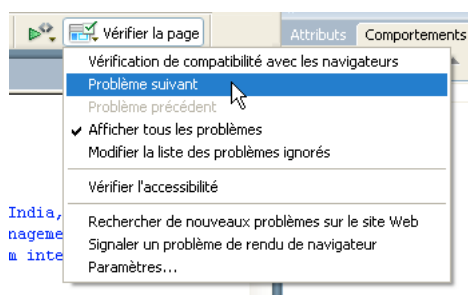 Vérifier la page
Attributs Comportements
Vérification de compatibilité avec les navigateurs
Problème suivant
Problème précédent
Afficher tous les problèmes
Modifier la liste des problèmes ignorés
Vérifier l'accessibilité
India,
Rechercher de nouveaux problèmes sur le site Web
nageme
Signaler un problème de rendu de navigateur
m inte
Paramètres...